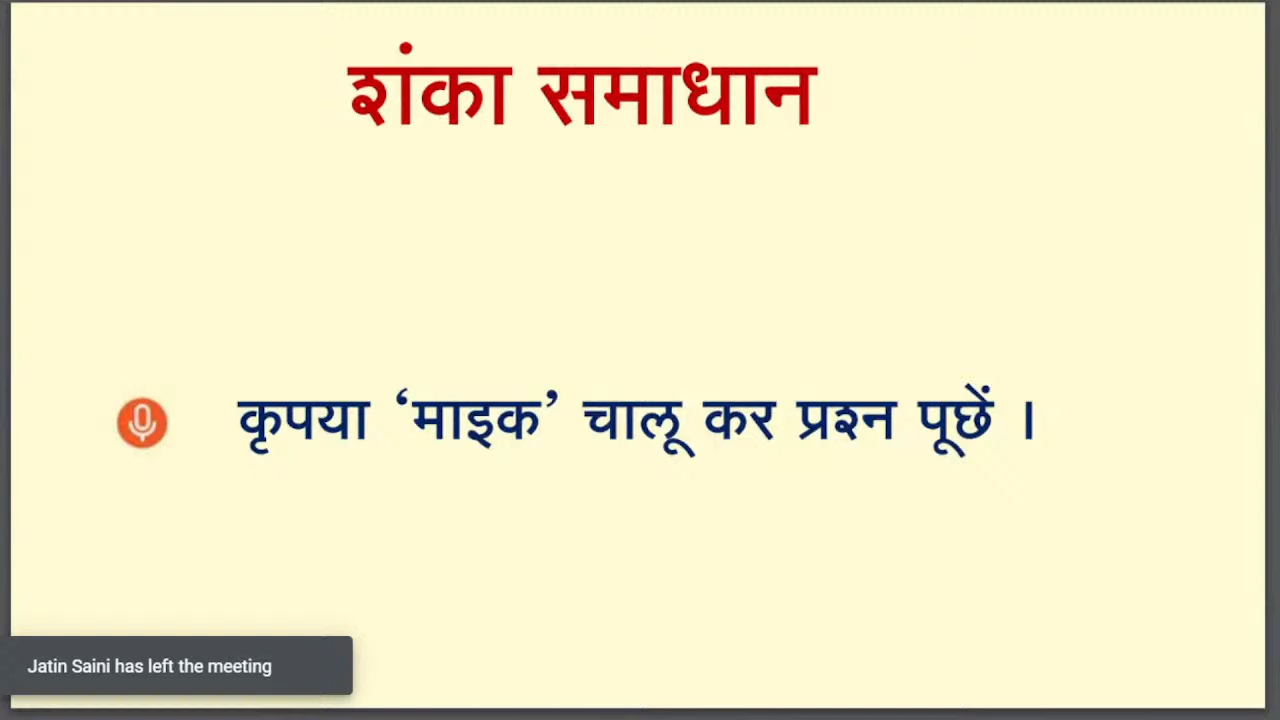 शंका समाधान
कृपया ‘माइक’ चालू कर प्रश्न पूछें ।
Jatin Saini has left the meeting